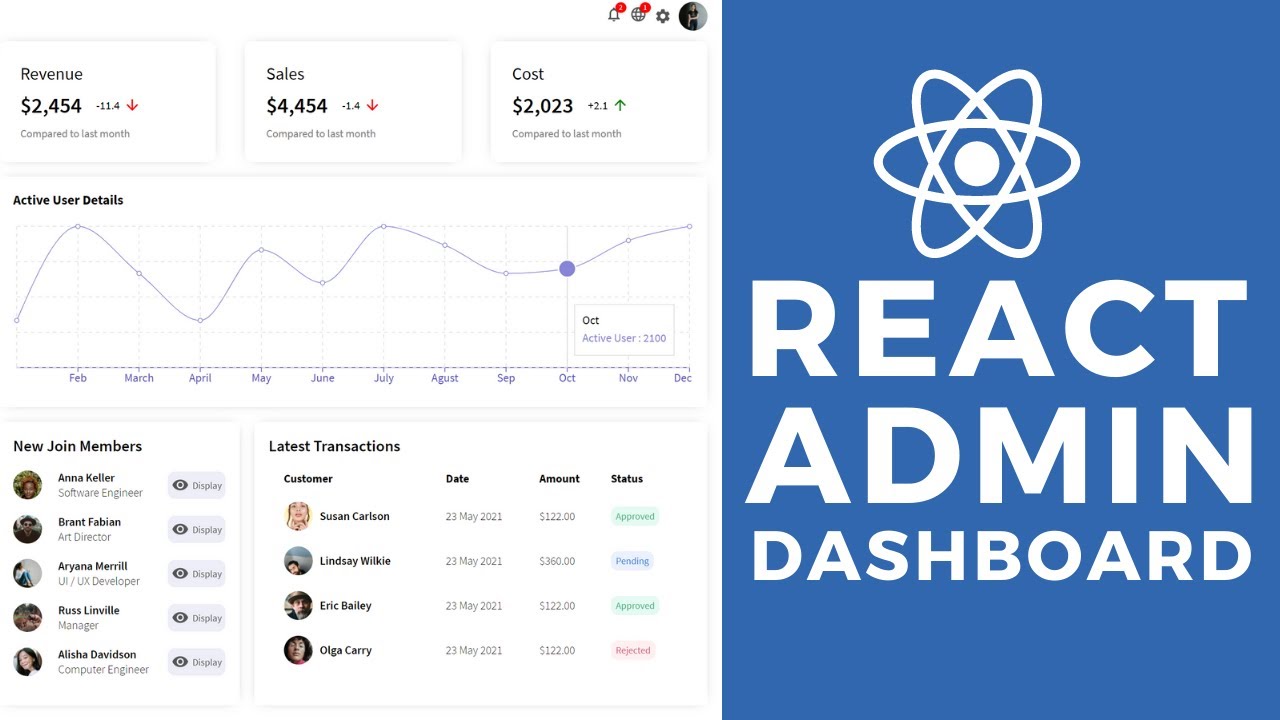 2 1
Revenue
$2,454 -11.4
Compared to last month
Sales
$4,454 -1.4
Compared to last month
Cost
$2,023 +2.1
Compared to last month
Active User Details
Oct
Active User : 2100
Feb March April May June July Agust Sep Oct Nov Dec
New Join Members
Anna Keller
Software Engineer
Display
Brant Fabian
Art Director
Display
Aryana Merrill
UI / UX Developer
Display
Russ Linville
Manager
Display
Alisha Davidson
Computer Engineer
Display
Latest Transactions
Customer Date Amount Status
Susan Carlson 23 May 2021 $122.00 Approved
Lindsay Wilkie 23 May 2021 $360.00 Pending
Eric Bailey 23 May 2021 $122.00 Approved
Olga Carry 23 May 2021 $122.00 Rejected
REACT
ADMIN
DASHBOARD